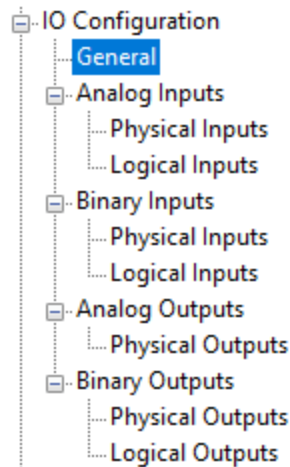 IO Configuration
General
Analog Inputs
Physical Inputs
Logical Inputs
Binary Inputs
Physical Inputs
Logical Inputs
Analog Outputs
Physical Outputs
Binary Outputs
Physical Outputs
Logical Outputs